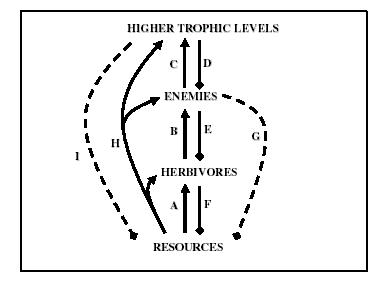 HIGHER TROPHIC LEVELS
C D
ENEMIES
B E G
H
I
HERBIVORES
A F
RESOURCES